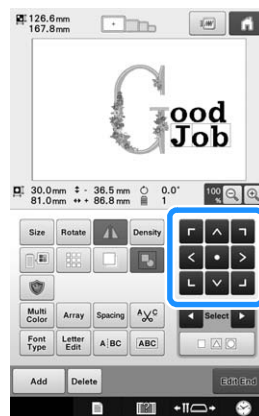 126.6mm
167.8mm
Good
Job
30.0mm - 36.5mm 0.0°
81.0mm + 86.8mm 1
100 %
Size Rotate Density
Multi Color Array Spacing AVC
Font Type Letter Edit A BC ABC
Select
Add Delete Edit End